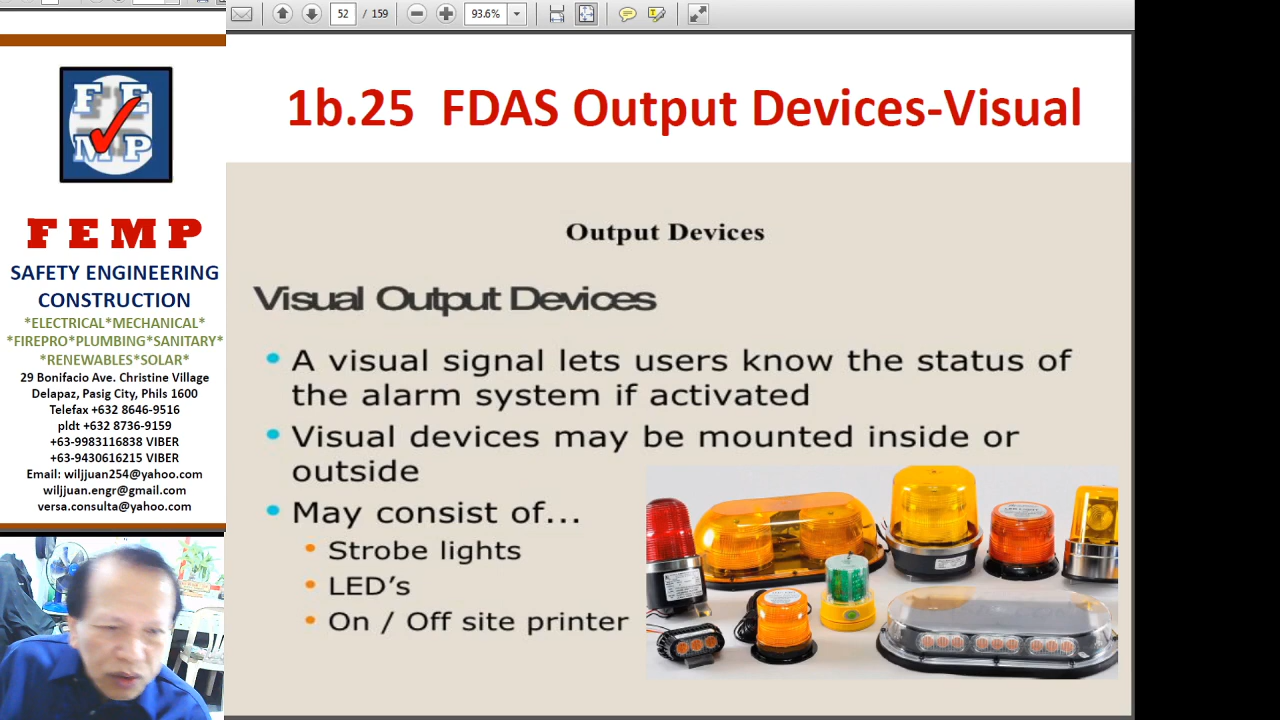 52 / 159
93.6%
F E
M P
F E M P
SAFETY ENGINEERING
CONSTRUCTION
*ELECTRICAL*MECHANICAL*
*FIREPRO*PLUMBING*SANITARY*
*RENEWABLES*SOLAR*
29 Bonifacio Ave. Christine Village
Delapaz, Pasig City, Phils 1600
Telefax +632 8646-9516
pldt +632 8736-9159
+63-9983116838 VIBER
+63-9430616215 VIBER
Email: wiljjuan254@yahoo.com
wiljjuan.engr@gmail.com
versa.consulta@yahoo.com
1b.25 FDAS Output Devices-Visual
Output Devices
Visual Output Devices
• A visual signal lets users know the status of
the alarm system if activated
• Visual devices may be mounted inside or
outside
• May consist of...
• Strobe lights
• LED's
• On / Off site printer